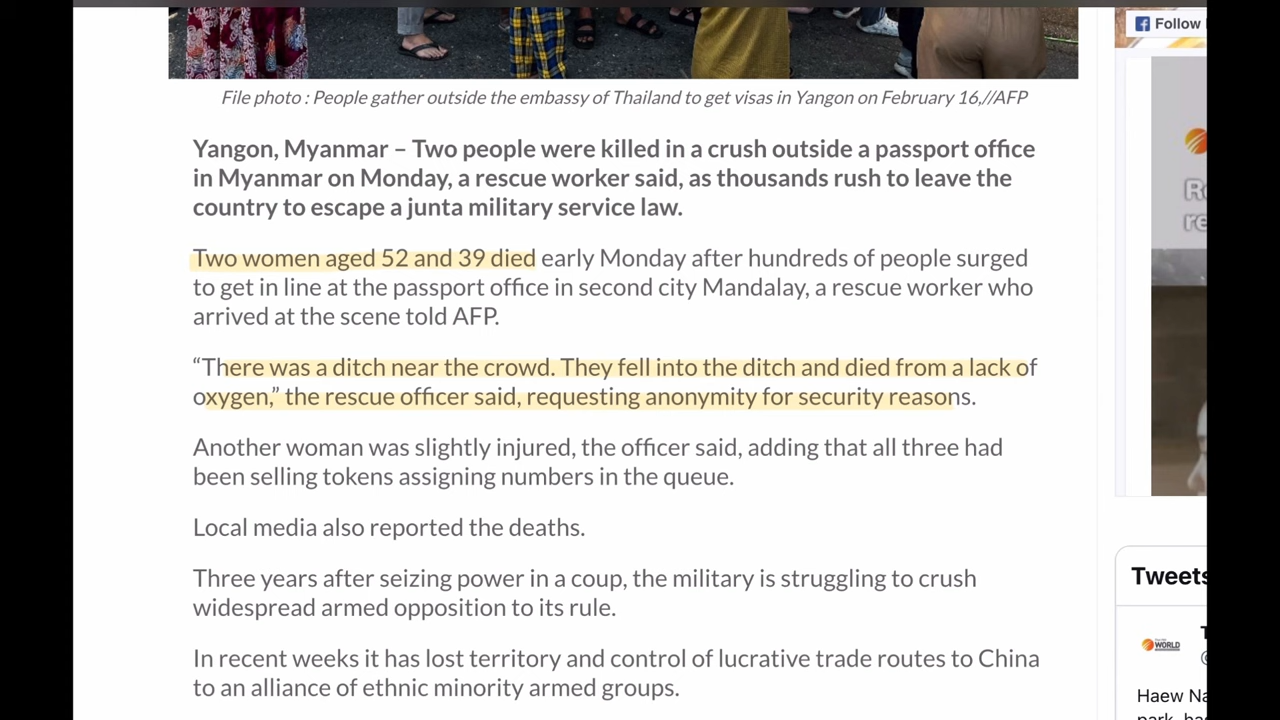 Follow
File photo : People gather outside the embassy of Thailand to get visas in Yangon on February 16,//AFP
Yangon, Myanmar – Two people were killed in a crush outside a passport office
in Myanmar on Monday, a rescue worker said, as thousands rush to leave the
country to escape a junta military service law.
Two women aged 52 and 39 died early Monday after hundreds of people surged
to get in line at the passport office in second city Mandalay, a rescue worker who
arrived at the scene told AFP.
“There was a ditch near the crowd. They fell into the ditch and died from a lack of
oxygen,” the rescue officer said, requesting anonymity for security reasons.
Another woman was slightly injured, the officer said, adding that all three had
been selling tokens assigning numbers in the queue.
Local media also reported the deaths.
Three years after seizing power in a coup, the military is struggling to crush
widespread armed opposition to its rule.
In recent weeks it has lost territory and control of lucrative trade routes to China
to an alliance of ethnic minority armed groups.
Re
re
Tweets
WORLD
Haew Na